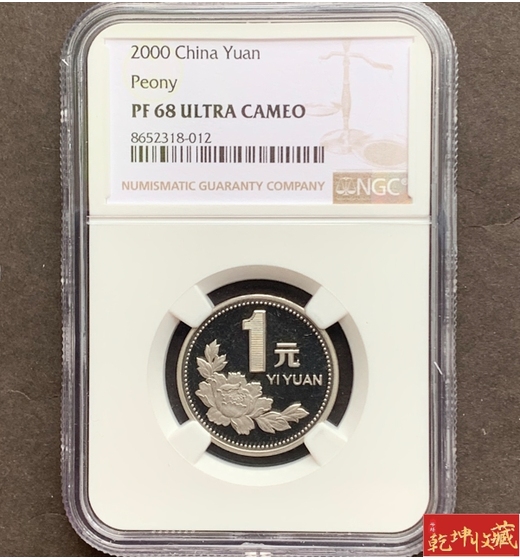 2000 China Yuan
Peony
PF 68 ULTRA CAMEO
8652318-012
NUMISMATIC GUARANTY COMPANY
NGC
1
元
YI YUAN
乾坤收藏